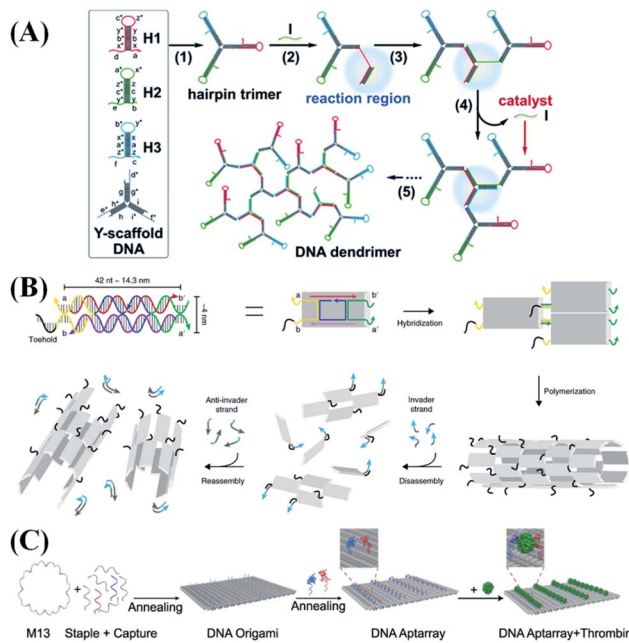 (A)
c* z*
y* y
b* b
x* x
d a
H1
a* x*
c* c
z* z
y* y
e b
H2
b* y*
x* x
a* a
z* z
f c
H3
d*
g g*
e* h* i f*
h i*
Y-scaffold
DNA
(1)
hairpin trimer
I
(2)
reaction region
(3)
(4)
catalyst
I
(5)
DNA dendrimer
(B)
42 nt ~ 14.3 nm
a b'
~4 nm
b a'
Toehold
=
a b'
b a'
Hybridization
Polymerization
Invader
strand
Disassembly
Anti-invader
strand
Reassembly
(C)
M13
+
Staple + Capture
Annealing
DNA Origami
Annealing
DNA Aptarray
+
DNA Aptarray+Thrombin